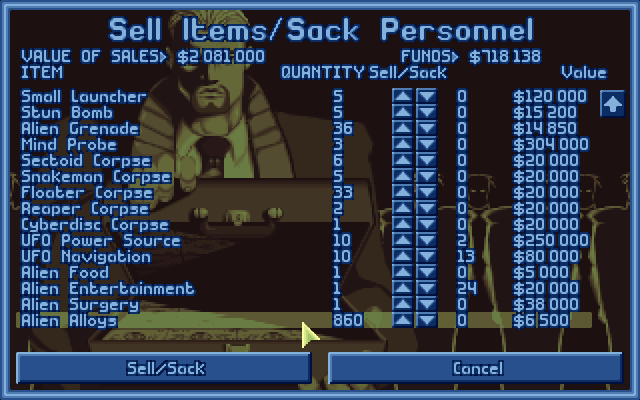 Sell Items/Sack Personnel
VALUE OF SALES> $2 081 000 FUNDS> $718 138
ITEM QUANTITY Sell/Sack Value
Small Launcher 5 0 $120 000
Stun Bomb 5 0 $15 200
Alien Grenade 36 0 $14 850
Mind Probe 3 0 $304 000
Sectoid Corpse 6 0 $20 000
Snakeman Corpse 5 0 $20 000
Floater Corpse 33 0 $20 000
Reaper Corpse 2 0 $20 000
Cyberdisc Corpse 1 0 $20 000
UFO Power Source 10 2 $250 000
UFO Navigation 10 13 $80 000
Alien Food 1 0 $5 000
Alien Entertainment 1 24 $20 000
Alien Surgery 1 0 $38 000
Alien Alloys 860 0 $6 500
Sell/Sack Cancel